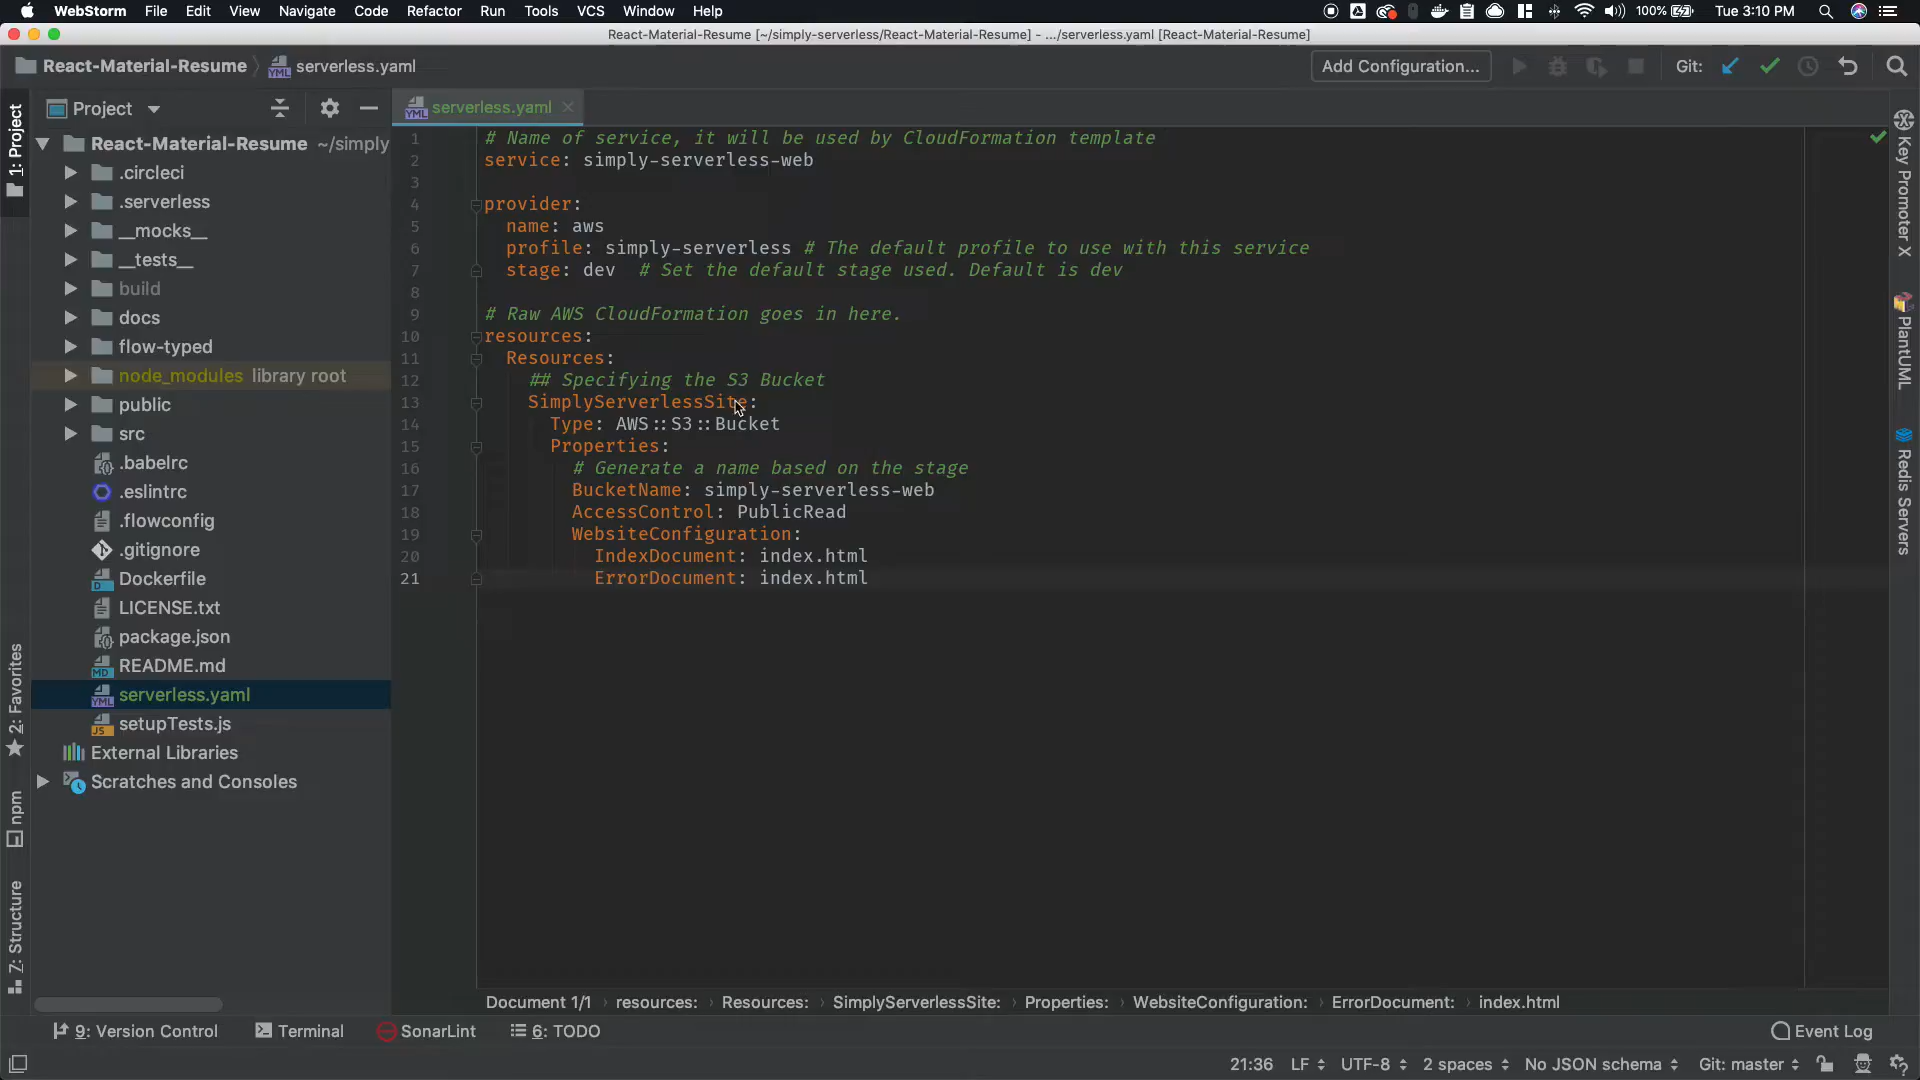 WebStorm File Edit View Navigate Code Refactor Run Tools VCS Window Help 100% Tue 3:10 PM
React-Material-Resume [~/simply-serverless/React-Material-Resume] - .../serverless.yaml [React-Material-Resume]
React-Material-Resume serverless.yaml Add Configuration... Git:
Project
serverless.yaml
1: Project
2: Favorites
npm
7: Structure
React-Material-Resume ~/simply
.circleci
.serverless
__mocks__
__tests__
build
docs
flow-typed
node_modules library root
public
src
.babelrc
.eslintrc
.flowconfig
.gitignore
Dockerfile
LICENSE.txt
package.json
README.md
serverless.yaml
setupTests.js
External Libraries
Scratches and Consoles
1 # Name of service, it will be used by CloudFormation template
2 service: simply-serverless-web
3
4 provider:
5 name: aws
6 profile: simply-serverless # The default profile to use with this service
7 stage: dev # Set the default stage used. Default is dev
8
9 # Raw AWS CloudFormation goes in here.
10 resources:
11 Resources:
12 ## Specifying the S3 Bucket
13 SimplyServerlessSite:
14 Type: AWS::S3::Bucket
15 Properties:
16 # Generate a name based on the stage
17 BucketName: simply-serverless-web
18 AccessControl: PublicRead
19 WebsiteConfiguration:
20 IndexDocument: index.html
21 ErrorDocument: index.html
Key Promoter X
PlantUML
Redis Servers
Document 1/1 › resources: › Resources: › SimplyServerlessSite: › Properties: › WebsiteConfiguration: › ErrorDocument: › index.html
9: Version Control Terminal SonarLint 6: TODO Event Log
21:36 LF UTF-8 2 spaces No JSON schema Git: master